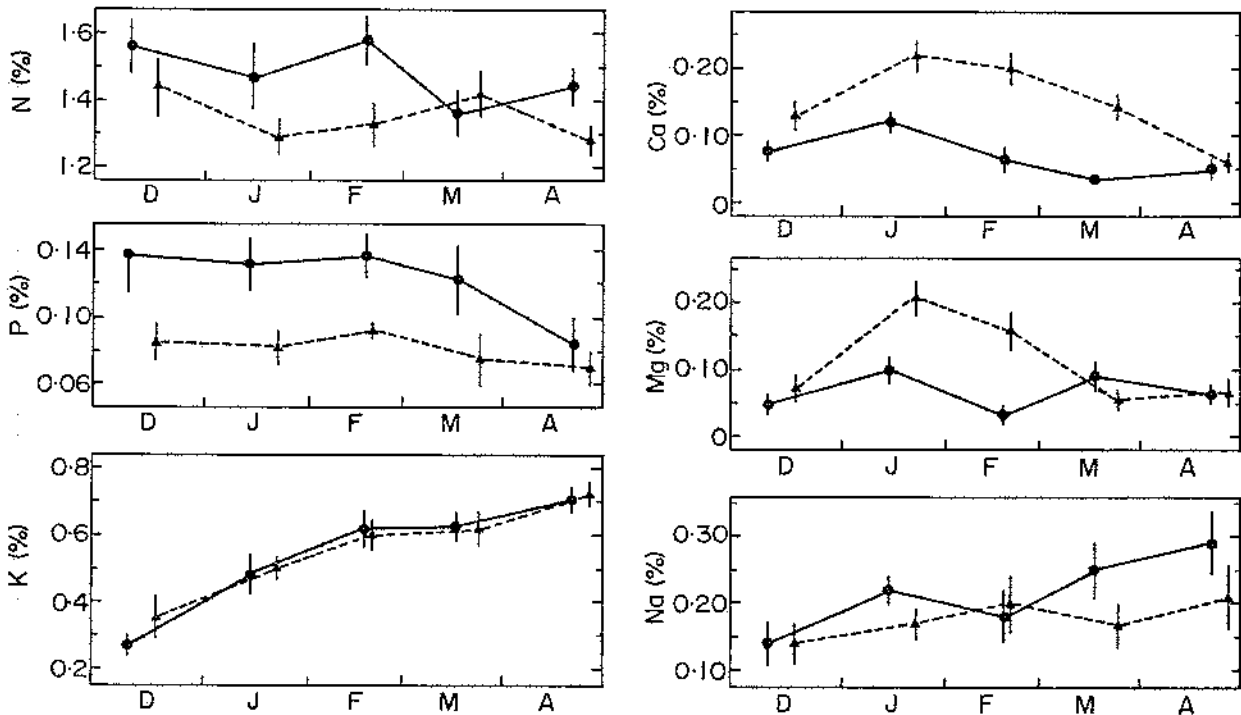 N (%)
1·6
1·4
1·2
D J F M A
P (%)
0·14
0·10
0·06
D J F M A
K (%)
0·8
0·6
0·4
0·2
D J F M A
Ca (%)
0·20
0·10
0
D J F M A
Mg (%)
0·20
0·10
0
D J F M A
Na (%)
0·30
0·20
0·10
D J F M A